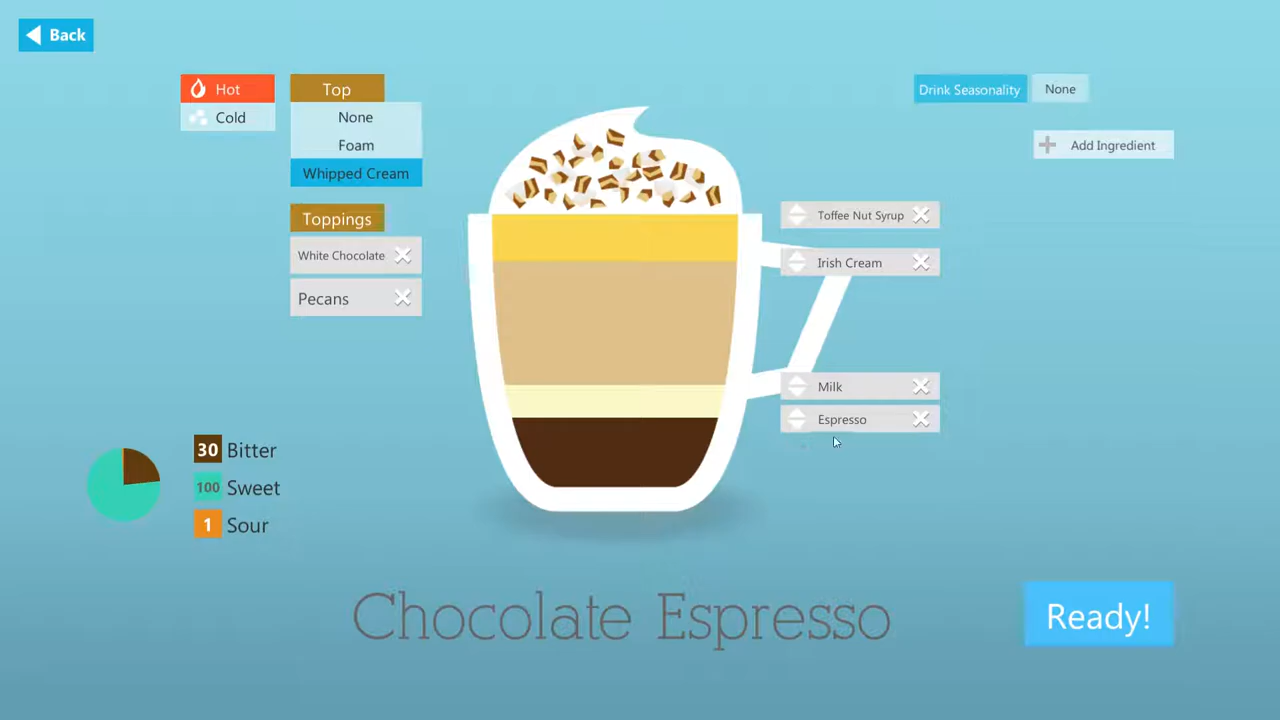 Back
Hot
Cold
Top
None
Foam
Whipped Cream
Toppings
White Chocolate
Pecans
Drink Seasonality
None
Add Ingredient
Toffee Nut Syrup
Irish Cream
Milk
Espresso
30 Bitter
100 Sweet
1 Sour
Chocolate Espresso
Ready!